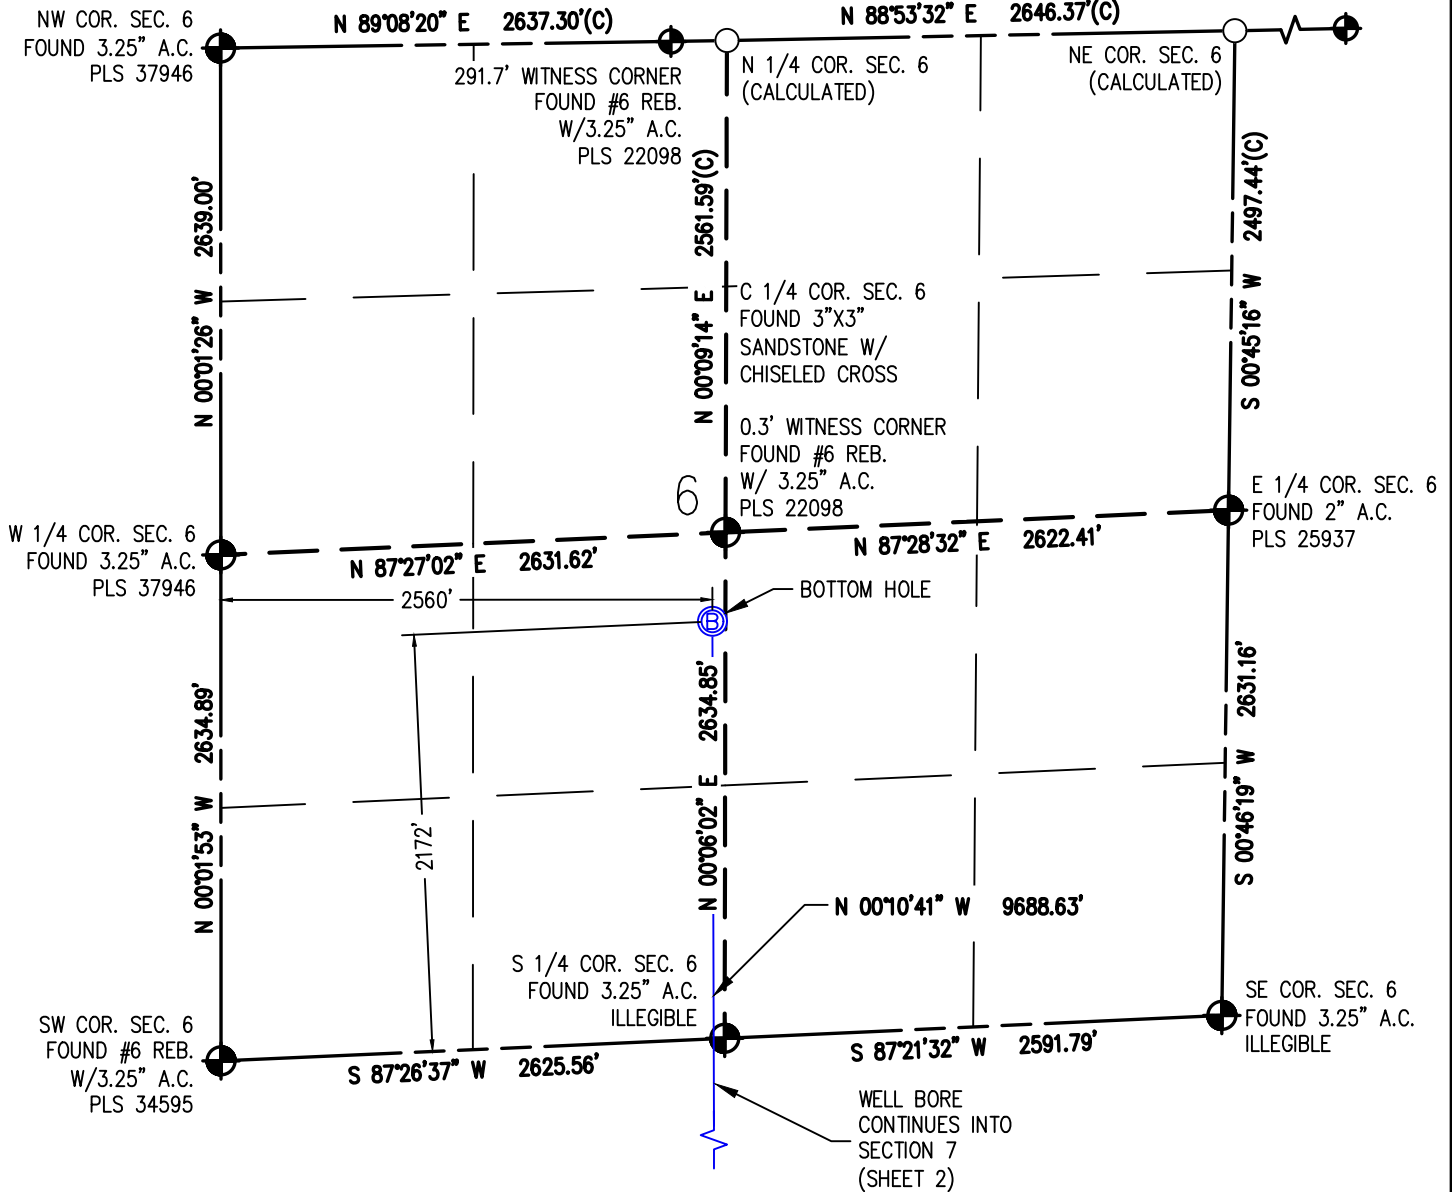 NW COR. SEC. 6
FOUND 3.25" A.C.
PLS 37946
N 89°08'20" E 2637.30'(C)
N 88°53'32" E 2646.37'(C)
291.7' WITNESS CORNER
FOUND #6 REB.
W/3.25" A.C.
PLS 22098
N 1/4 COR. SEC. 6
(CALCULATED)
NE COR. SEC. 6
(CALCULATED)
N 00°01'26" W 2639.00'
N 00°09'14" E 2561.59'(C)
S 00°45'16" W 2497.44'(C)
C 1/4 COR. SEC. 6
FOUND 3"X3"
SANDSTONE W/
CHISELED CROSS
0.3' WITNESS CORNER
FOUND #6 REB.
W/ 3.25" A.C.
PLS 22098
6
W 1/4 COR. SEC. 6
FOUND 3.25" A.C.
PLS 37946
N 87°27'02" E 2631.62'
N 87°28'32" E 2622.41'
E 1/4 COR. SEC. 6
FOUND 2" A.C.
PLS 25937
2560'
BOTTOM HOLE
B
N 00°01'53" W 2634.89'
2172'
N 00°06'02" E 2634.85'
S 00°46'19" W 2631.16'
N 00°10'41" W 9688.63'
S 1/4 COR. SEC. 6
FOUND 3.25" A.C.
ILLEGIBLE
SW COR. SEC. 6
FOUND #6 REB.
W/3.25" A.C.
PLS 34595
S 87°26'37" W 2625.56'
S 87°21'32" W 2591.79'
SE COR. SEC. 6
FOUND 3.25" A.C.
ILLEGIBLE
WELL BORE
CONTINUES INTO
SECTION 7
(SHEET 2)